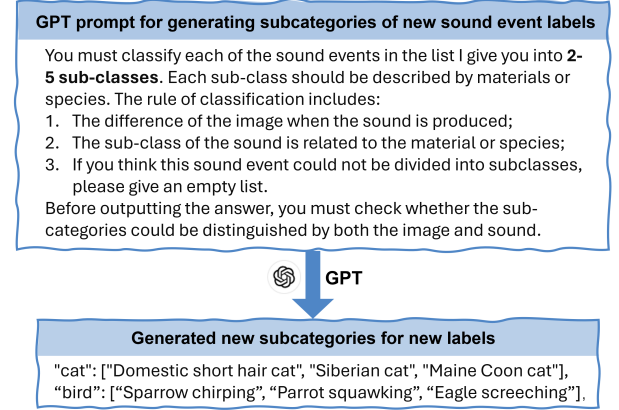 GPT prompt for generating subcategories of new sound event labels
You must classify each of the sound events in the list I give you into 2-
5 sub-classes. Each sub-class should be described by materials or
species. The rule of classification includes:
1. The difference of the image when the sound is produced;
2. The sub-class of the sound is related to the material or species;
3. If you think this sound event could not be divided into subclasses,
please give an empty list.
Before outputting the answer, you must check whether the sub-
categories could be distinguished by both the image and sound.
GPT
Generated new subcategories for new labels
"cat": ["Domestic short hair cat", "Siberian cat", "Maine Coon cat"],
“bird”: [“Sparrow chirping”, “Parrot squawking”, “Eagle screeching”],